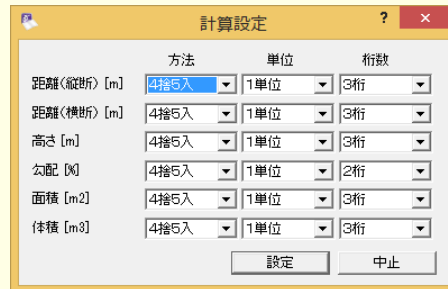 計算設定 ? ×
方法 単位 桁数
距離(縦断) [m] 4捨5入 1単位 3桁
距離(横断) [m] 4捨5入 1単位 3桁
高さ [m] 4捨5入 1単位 3桁
勾配 [%] 4捨5入 1単位 2桁
面積 [m2] 4捨5入 1単位 3桁
体積 [m3] 4捨5入 1単位 3桁
設定 中止